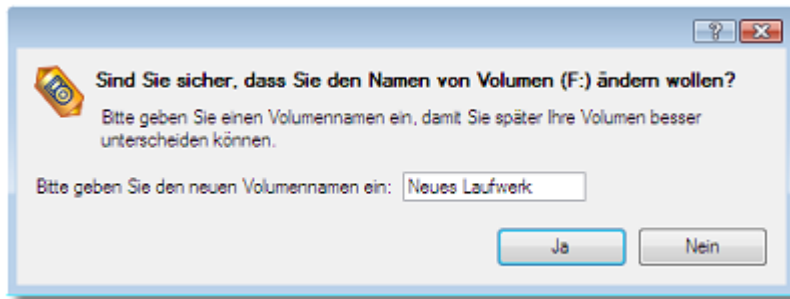 Sind Sie sicher, dass Sie den Namen von Volumen (F:) ändern wollen?
Bitte geben Sie einen Volumennamen ein, damit Sie später Ihre Volumen besser
unterscheiden können.
Bitte geben Sie den neuen Volumennamen ein: Neues Laufwerk
Ja Nein